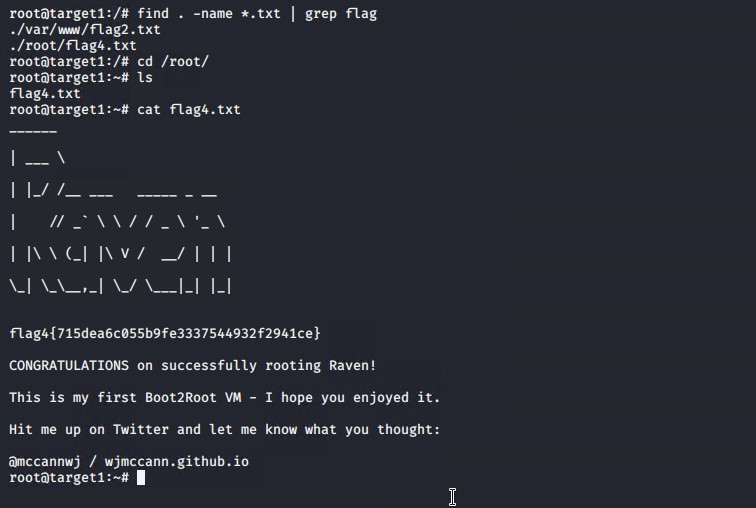 root@target1:/# find . -name *.txt | grep flag
./var/www/flag2.txt
./root/flag4.txt
root@target1:/# cd /root/
root@target1:~# ls
flag4.txt
root@target1:~# cat flag4.txt
______
| ___ \
| |_/ /__ ___   _____ _ __
|    // _` \ \ / / _ \ '_ \
| |\ \ (_| |\ V /  __/ | | |
\_| \_\__,_| \_/ \___|_| |_|
flag4{715dea6c055b9fe3337544932f2941ce}
CONGRATULATIONS on successfully rooting Raven!
This is my first Boot2Root VM - I hope you enjoyed it.
Hit me up on Twitter and let me know what you thought:
@mccannwj / wjmccann.github.io
root@target1:~#